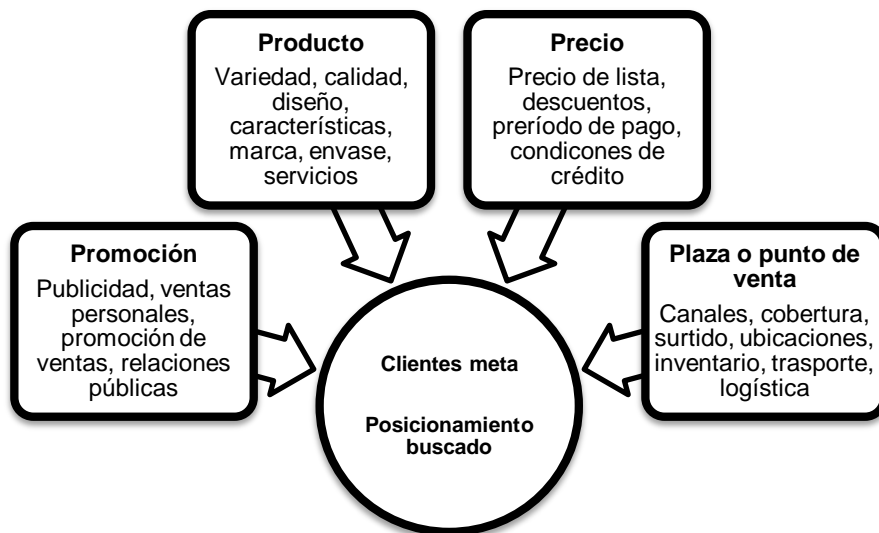 Producto
Variedad, calidad,
diseño,
características,
marca, envase,
servicios
Precio
Precio de lista,
descuentos,
preríodo de pago,
condicones de
crédito
Promoción
Publicidad, ventas
personales,
promoción de
ventas, relaciones
públicas
Plaza o punto de
venta
Canales, cobertura,
surtido, ubicaciones,
inventario, trasporte,
logística
Clientes meta
Posicionamiento
buscado